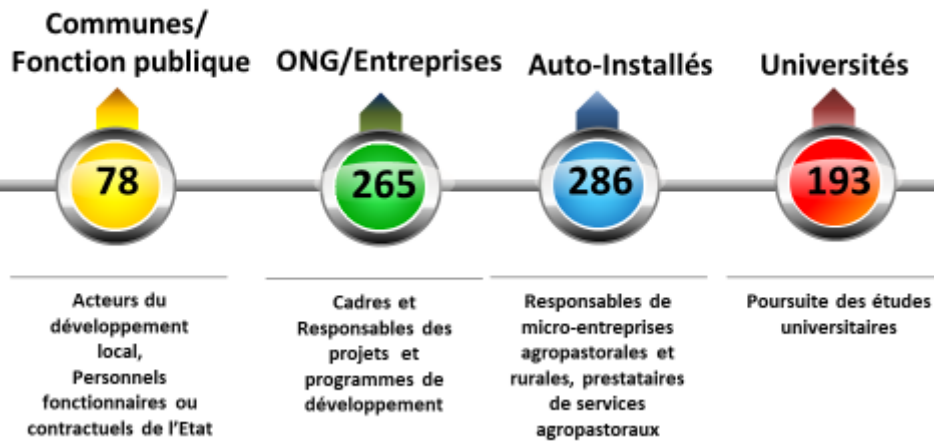 Communes/
Fonction publique
ONG/Entreprises
Auto-Installés
Universités
78
265
286
193
Acteurs du
développement
local,
Personnels
fonctionnaires ou
contractuels de l'Etat
Cadres et
Responsables des
projets et
programmes de
développement
Responsables de
micro-entreprises
agropastorales et
rurales, prestataires
de services
agropastoraux
Poursuite des études
universitaires